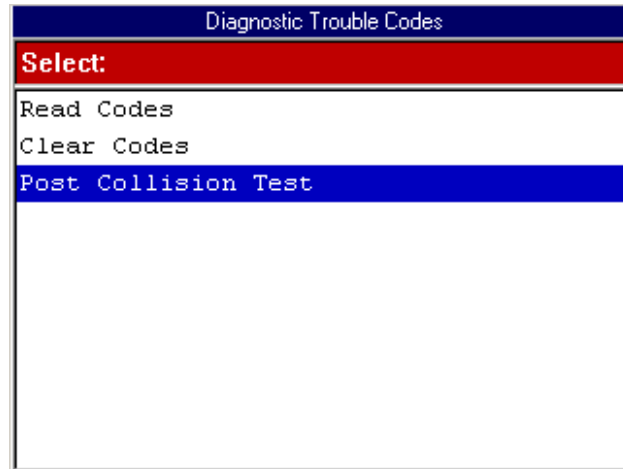 Diagnostic Trouble Codes
Select:
Read Codes
Clear Codes
Post Collision Test